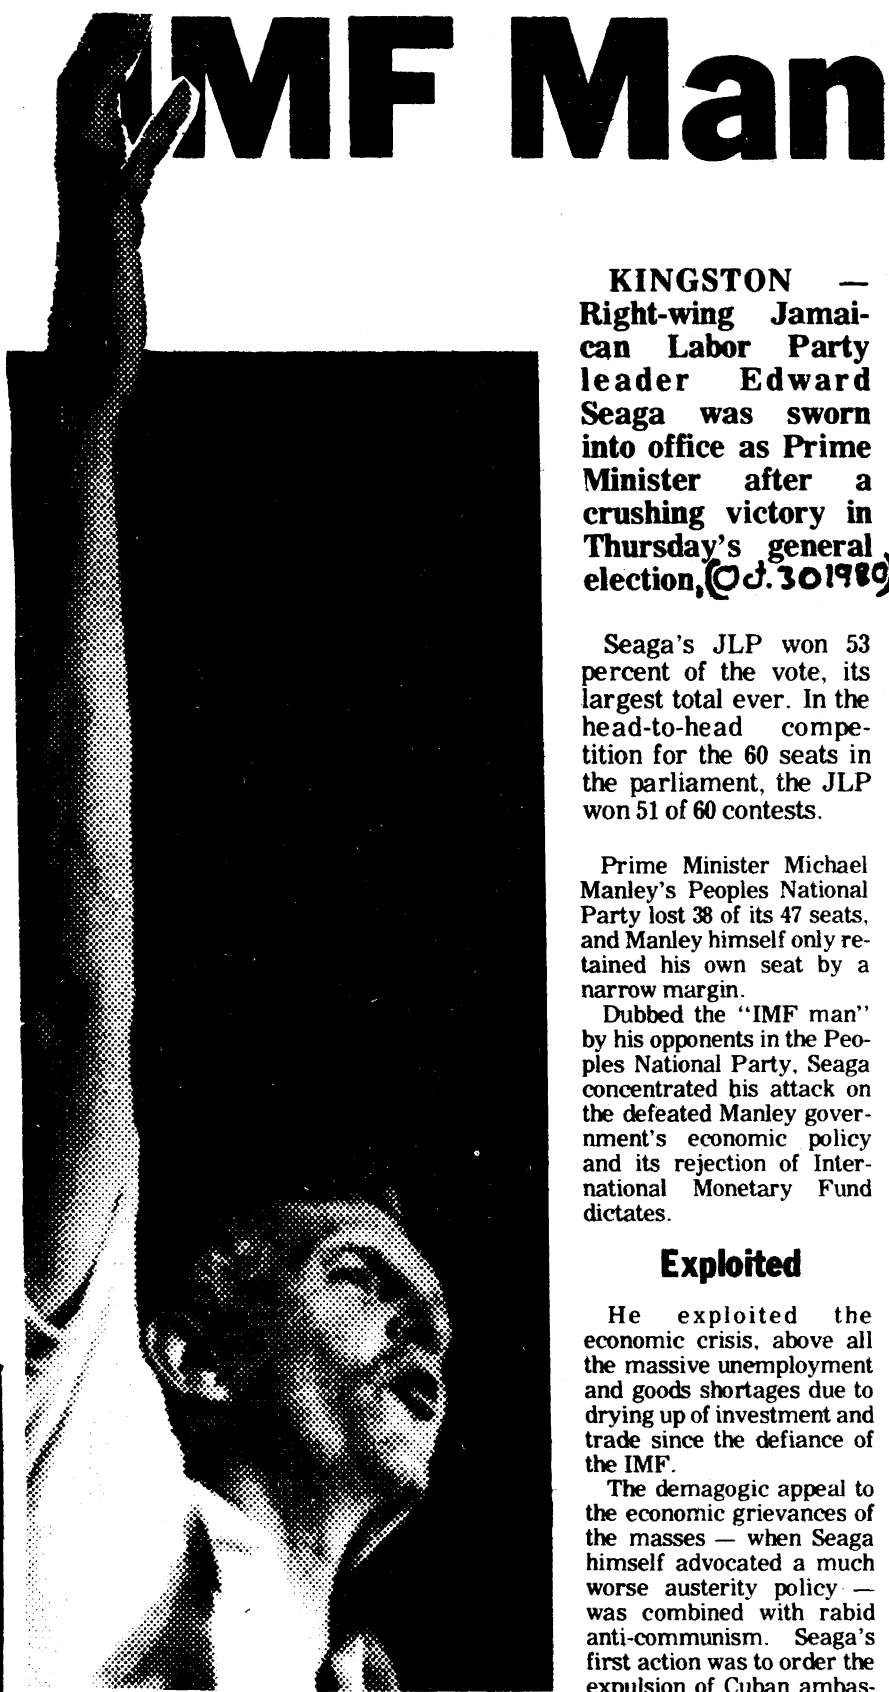 IMF Man
KINGSTON —
Right-wing Jamai-
can Labor Party
leader Edward
Seaga was sworn
into office as Prime
Minister after a
crushing victory in
Thursday's general
election, (Oct. 30 1980)
Seaga's JLP won 53
percent of the vote, its
largest total ever. In the
head-to-head compe-
tition for the 60 seats in
the parliament, the JLP
won 51 of 60 contests.
Prime Minister Michael
Manley's Peoples National
Party lost 38 of its 47 seats,
and Manley himself only re-
tained his own seat by a
narrow margin.
Dubbed the "IMF man"
by his opponents in the Peo-
ples National Party, Seaga
concentrated his attack on
the defeated Manley gover-
nment's economic policy
and its rejection of Inter-
national Monetary Fund
dictates.
Exploited
He exploited the
economic crisis, above all
the massive unemployment
and goods shortages due to
drying up of investment and
trade since the defiance of
the IMF.
The demagogic appeal to
the economic grievances of
the masses — when Seaga
himself advocated a much
worse austerity policy —
was combined with rabid
anti-communism. Seaga's
first action was to order the
expulsion of Cuban ambas-